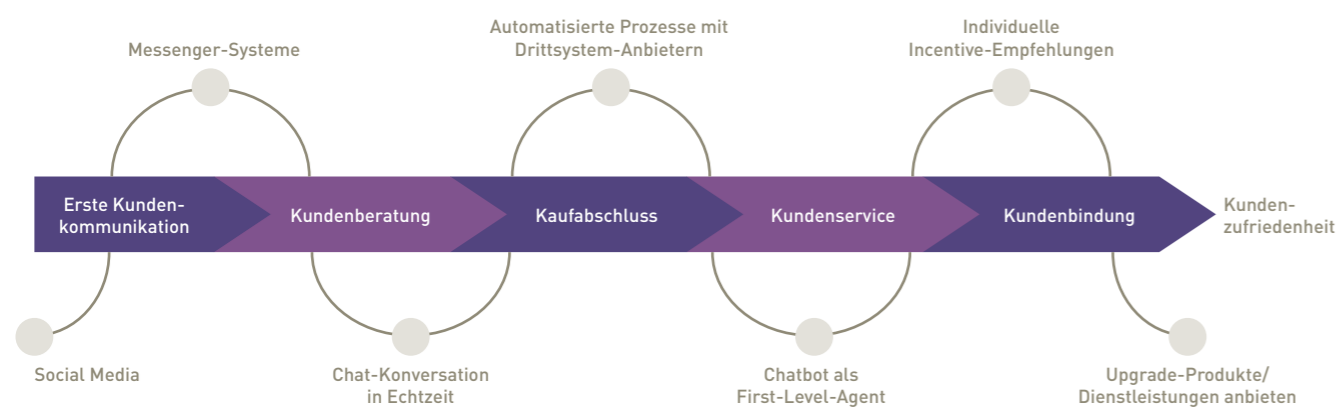 Automatisierte Prozesse mit
Drittsystem-Anbietern
Individuelle
Incentive-Empfehlungen
Messenger-Systeme
Erste Kunden-
kommunikation
Kundenberatung
Kaufabschluss
Kundenservice
Kundenbindung
Kunden-
zufriedenheit
Social Media
Chat-Konversation
in Echtzeit
Chatbot als
First-Level-Agent
Upgrade-Produkte/
Dienstleistungen anbieten